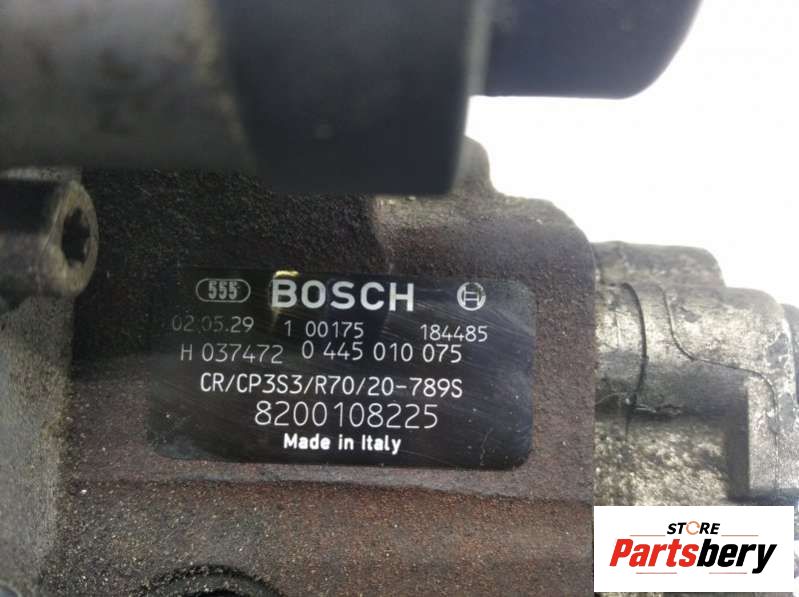 555 BOSCH
02.05.29 1 00175 184485
H 037472 0 445 010 075
CR/CP3S3/R70/20-789S
8200108225
Made in Italy
STORE
Partsbery